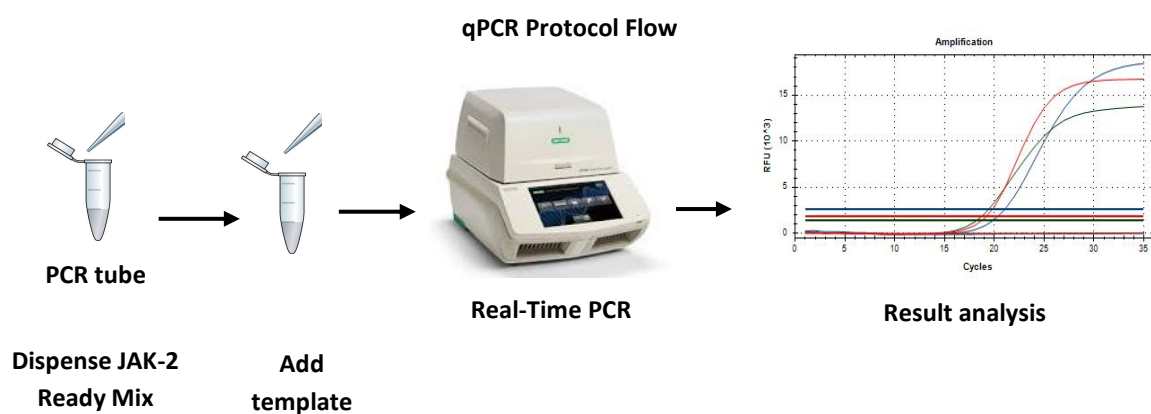 qPCR Protocol Flow
PCR tube
Dispense JAK-2
Ready Mix
Add
template
Real-Time PCR
Amplification
RFU (10^3)
15
10
5
0
0 5 10 15 20 25 30 35
Cycles
Result analysis